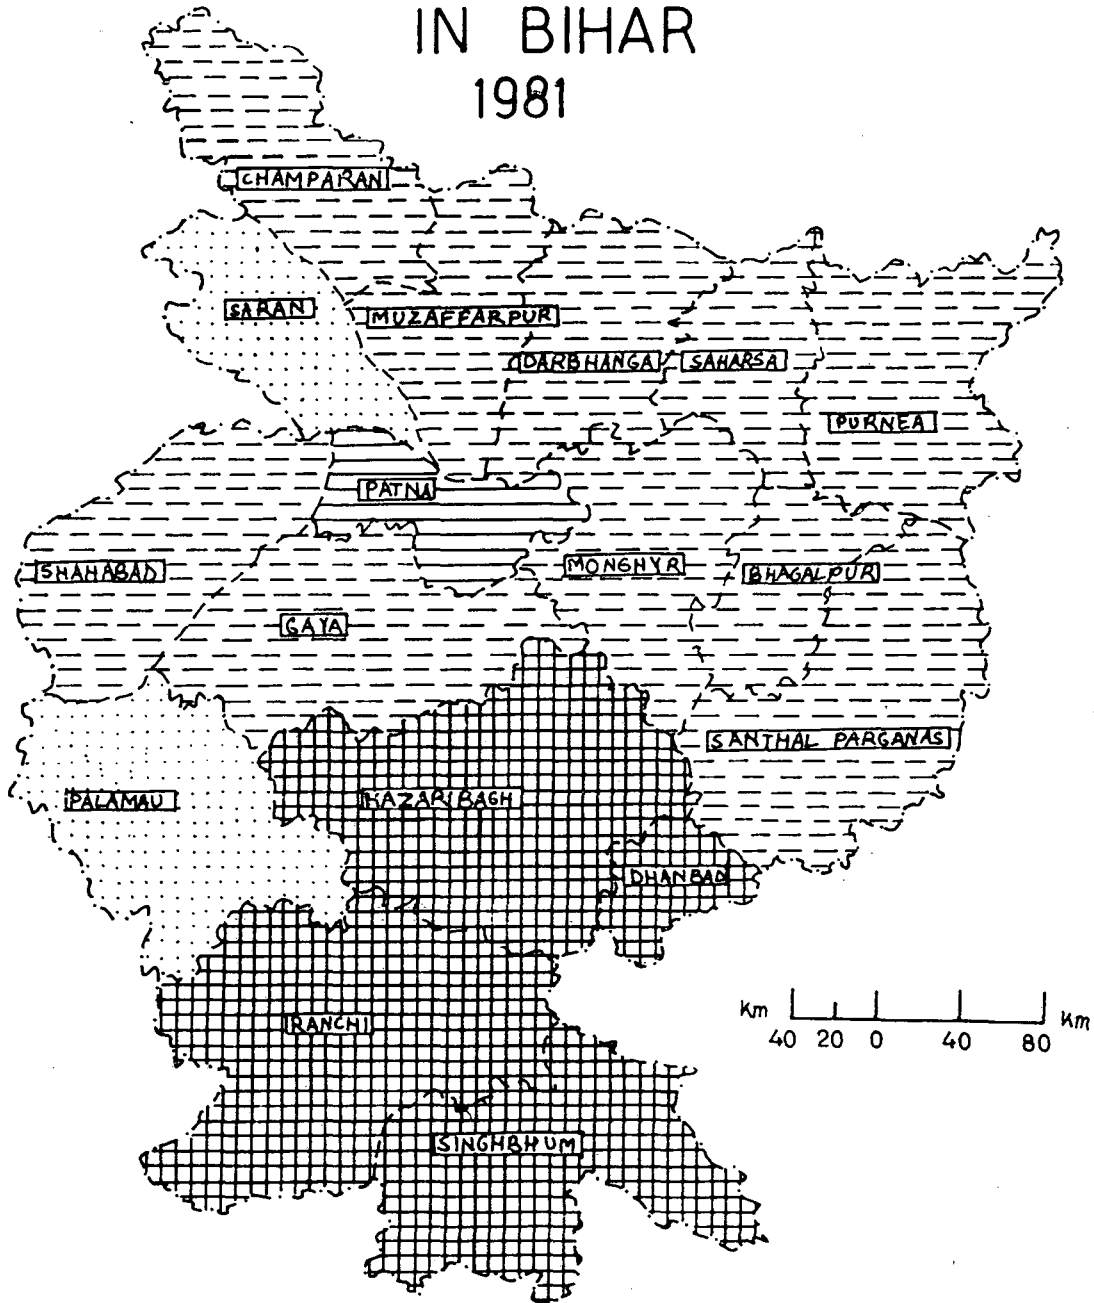 IN BIHAR
1981
CHAMPARAN
SARAN
MUZAFFARPUR
DARBHANGA
SAHARSA
PURNEA
PATNA
SHAHABAD
MONGHYR
BHAGALPUR
GAYA
SANTHAL PARGANAS
PALAMAU
HAZARIBAGH
DHANBAD
RANCHI
Km Km
40 20 0 40 80
SINGHBHUM